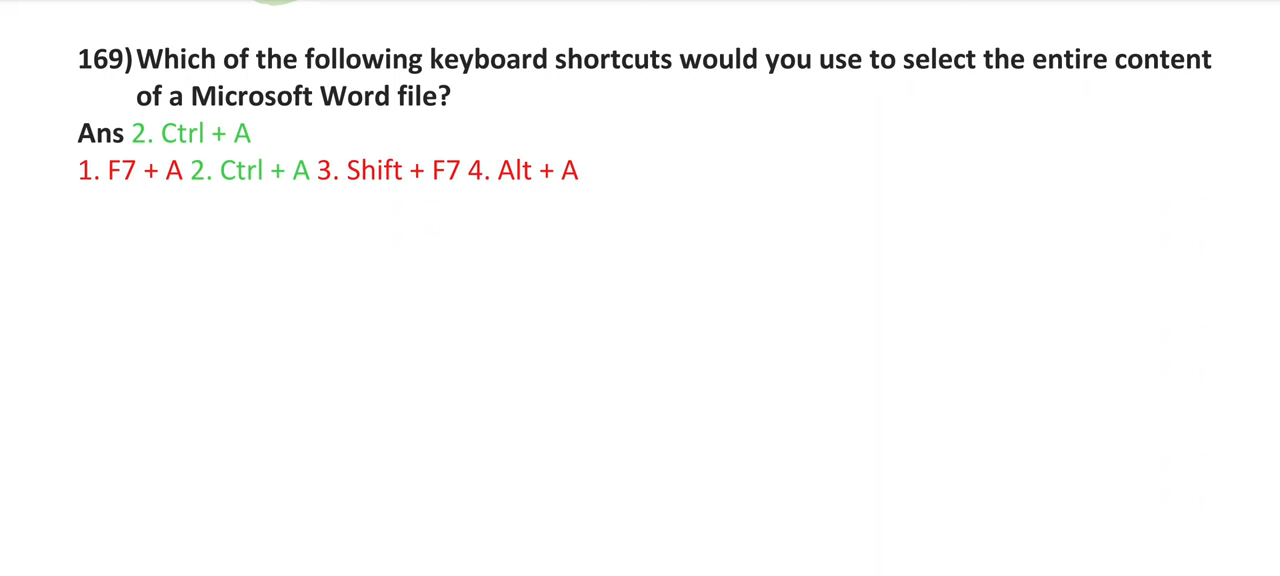 169) Which of the following keyboard shortcuts would you use to select the entire content
of a Microsoft Word file?
Ans 2. Ctrl + A
1. F7 + A 2. Ctrl + A 3. Shift + F7 4. Alt + A